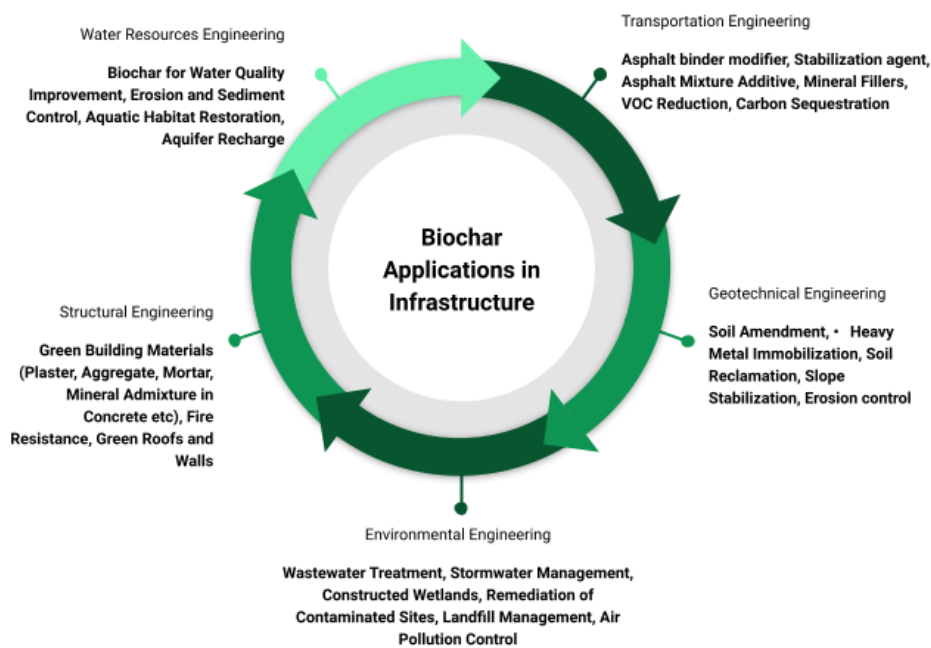 Water Resources Engineering
Biochar for Water Quality
Improvement, Erosion and Sediment
Control, Aquatic Habitat Restoration,
Aquifer Recharge
Transportation Engineering
Asphalt binder modifier, Stabilization agent,
Asphalt Mixture Additive, Mineral Fillers,
VOC Reduction, Carbon Sequestration
Biochar
Applications in
Infrastructure
Geotechnical Engineering
Soil Amendment, • Heavy
Metal Immobilization, Soil
Reclamation, Slope
Stabilization, Erosion control
Structural Engineering
Green Building Materials
(Plaster, Aggregate, Mortar,
Mineral Admixture in
Concrete etc), Fire
Resistance, Green Roofs and
Walls
Environmental Engineering
Wastewater Treatment, Stormwater Management,
Constructed Wetlands, Remediation of
Contaminated Sites, Landfill Management, Air
Pollution Control